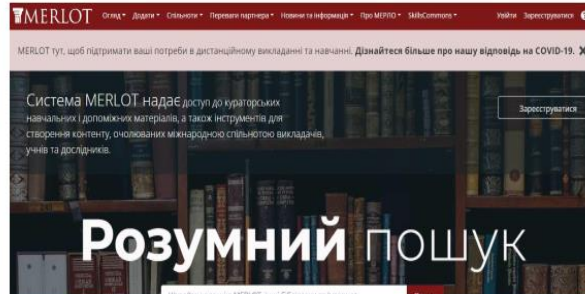 MERLOT Огляд Додати Спільноти Переваги партнера Новини та інформація Про МЕРЛО SkillsCommons Увійти Зареєструватися
MERLOT тут, щоб підтримати ваші потреби в дистанційному викладанні та навчанні. Дізнайтеся більше про нашу відповідь на COVID-19. X
Система MERLOT надає доступ до кураторських
навчальних і допоміжних матеріалів, а також інструментів для
створення контенту, очолюваних міжнародною спільнотою викладачів,
учнів та дослідників.
Зареєструватися
Розумний пошук